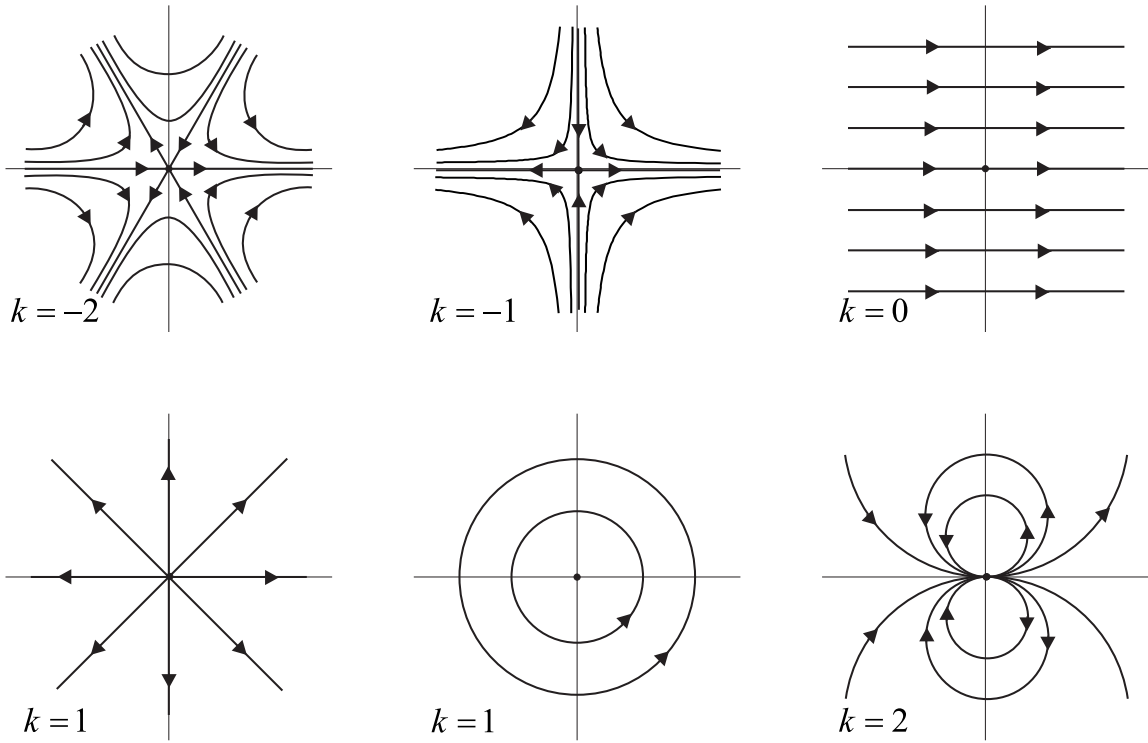 k = −2
k = −1
k = 0
k = 1
k = 1
k = 2